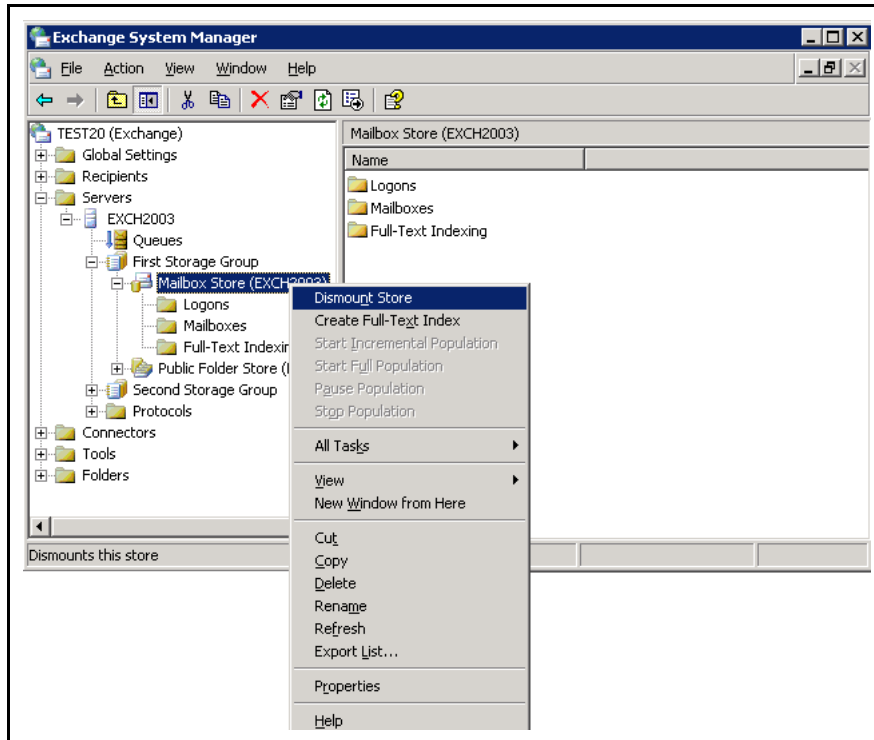 Exchange System Manager
File Action View Window Help
TEST20 (Exchange)
Global Settings
Recipients
Servers
EXCH2003
Queues
First Storage Group
Mailbox Store (EXCH2003)
Logons
Mailboxes
Full-Text Indexin
Public Folder Store (
Second Storage Group
Protocols
Connectors
Tools
Folders
Mailbox Store (EXCH2003)
Name
Logons
Mailboxes
Full-Text Indexing
Dismount Store
Create Full-Text Index
Start Incremental Population
Start Full Population
Pause Population
Stop Population
All Tasks
View
New Window from Here
Cut
Copy
Delete
Rename
Refresh
Export List...
Properties
Help
Dismounts this store